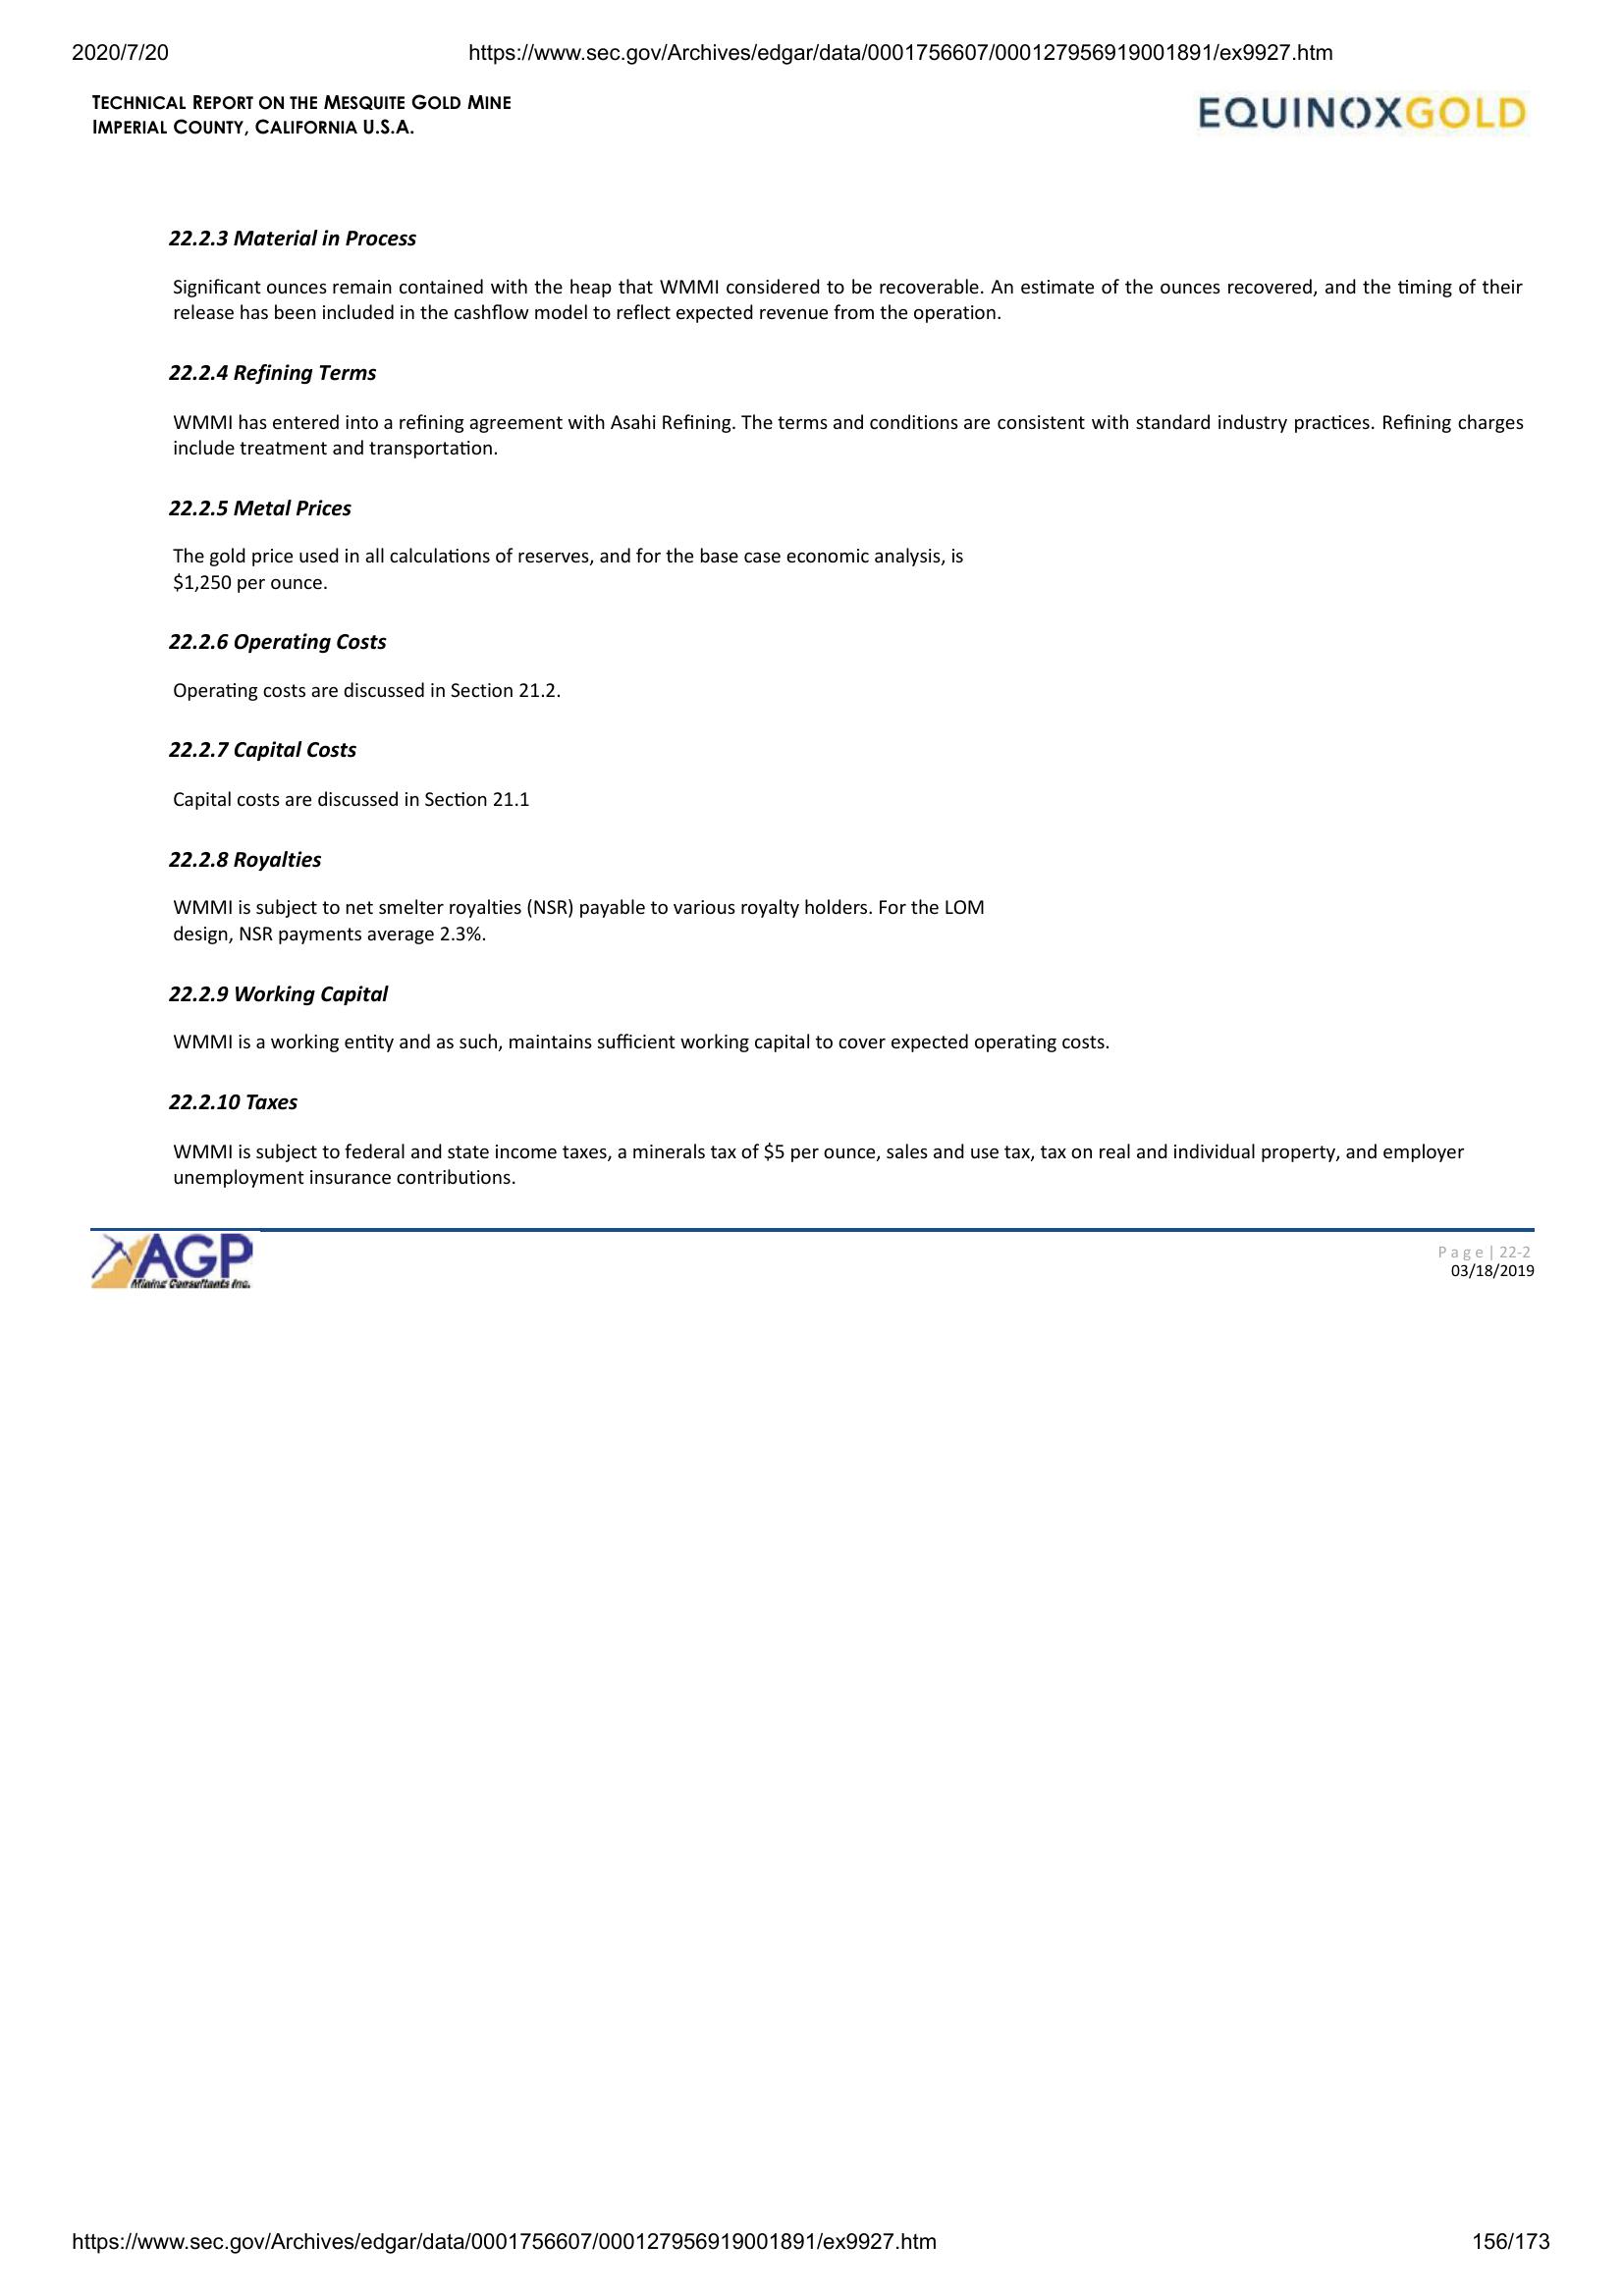 2020/7/20
https://www.sec.gov/Archives/edgar/data/0001756607/000127956919001891/ex9927.htm
TECHNICAL REPORT ON THE MESQUITE GOLD MINE
IMPERIAL COUNTY, CALIFORNIA U.S.A.
EQUINOXGOLD
22.2.3 Material in Process
Significant ounces remain contained with the heap that WMMI considered to be recoverable. An estimate of the ounces recovered, and the timing of their
release has been included in the cashflow model to reflect expected revenue from the operation.
22.2.4 Refining Terms
WMMI has entered into a refining agreement with Asahi Refining. The terms and conditions are consistent with standard industry practices. Refining charges
include treatment and transportation.
22.2.5 Metal Prices
The gold price used in all calculations of reserves, and for the base case economic analysis, is
$1,250 per ounce.
22.2.6 Operating Costs
Operating costs are discussed in Section 21.2.
22.2.7 Capital Costs
Capital costs are discussed in Section 21.1
22.2.8 Royalties
WMMI is subject to net smelter royalties (NSR) payable to various royalty holders. For the LOM
design, NSR payments average 2.3%.
22.2.9 Working Capital
WMMI is a working entity and as such, maintains sufficient working capital to cover expected operating costs.
22.2.10 Taxes
WMMI is subject to federal and state income taxes, a minerals tax of $5 per ounce, sales and use tax, tax on real and individual property, and employer
unemployment insurance contributions.
AGP
Mining Consultants Inc.
Page | 22-2
03/18/2019
https://www.sec.gov/Archives/edgar/data/0001756607/000127956919001891/ex9927.htm
156/173